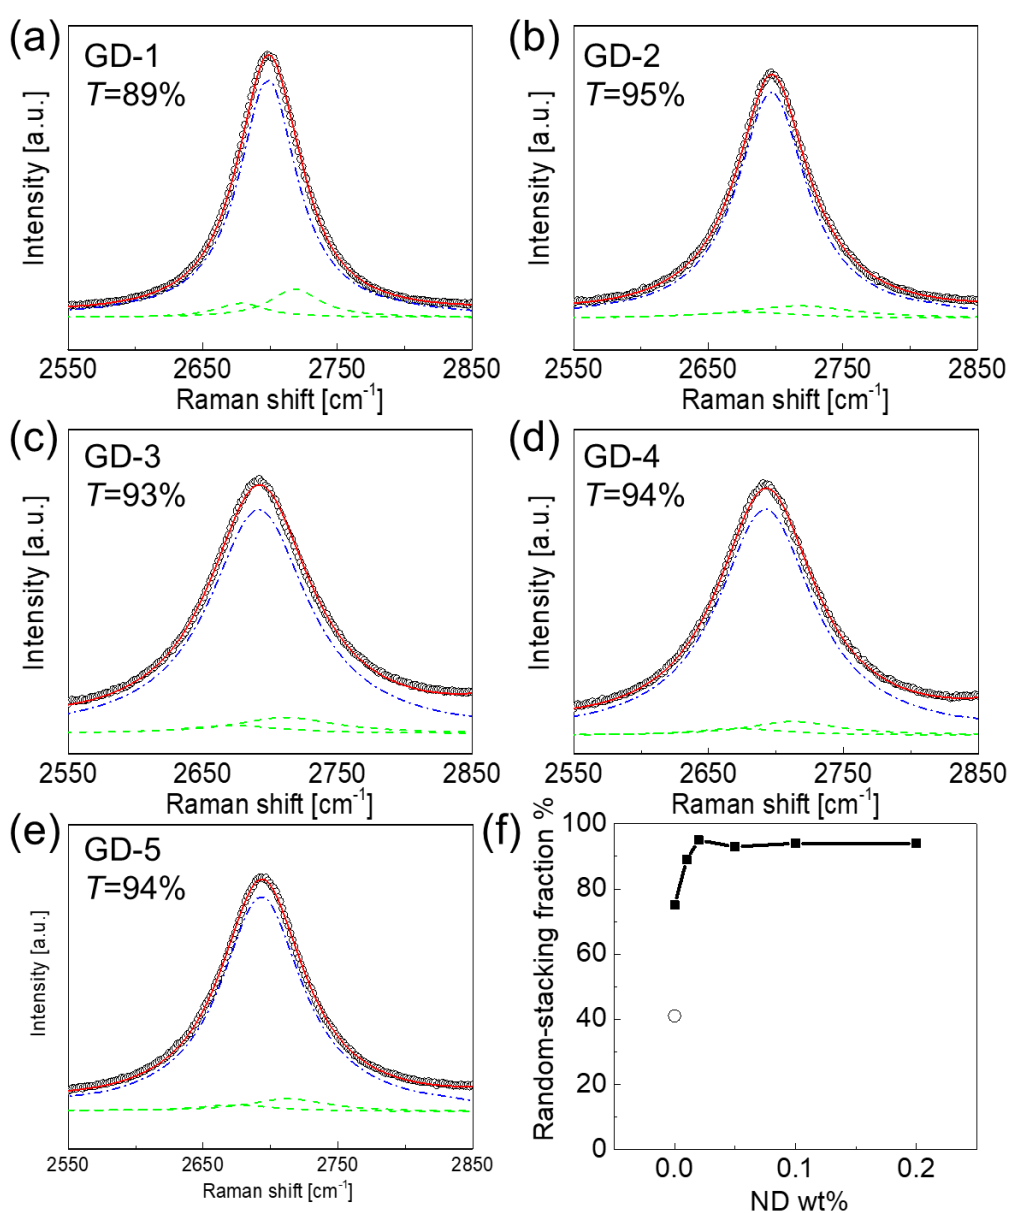 (a)
GD-1
T=89%
Intensity [a.u.]
2550 2650 2750 2850
Raman shift [cm⁻¹]
(b)
GD-2
T=95%
Intensity [a.u.]
2550 2650 2750 2850
Raman shift [cm⁻¹]
(c)
GD-3
T=93%
Intensity [a.u.]
2550 2650 2750 2850
Raman shift [cm⁻¹]
(d)
GD-4
T=94%
Intensity [a.u.]
2550 2650 2750 2850
Raman shift [cm⁻¹]
(e)
GD-5
T=94%
Intensity [a.u.]
2550 2650 2750 2850
Raman shift [cm⁻¹]
(f)
Random-stacking fraction %
100
80
60
40
20
0
0.0 0.1 0.2
ND wt%